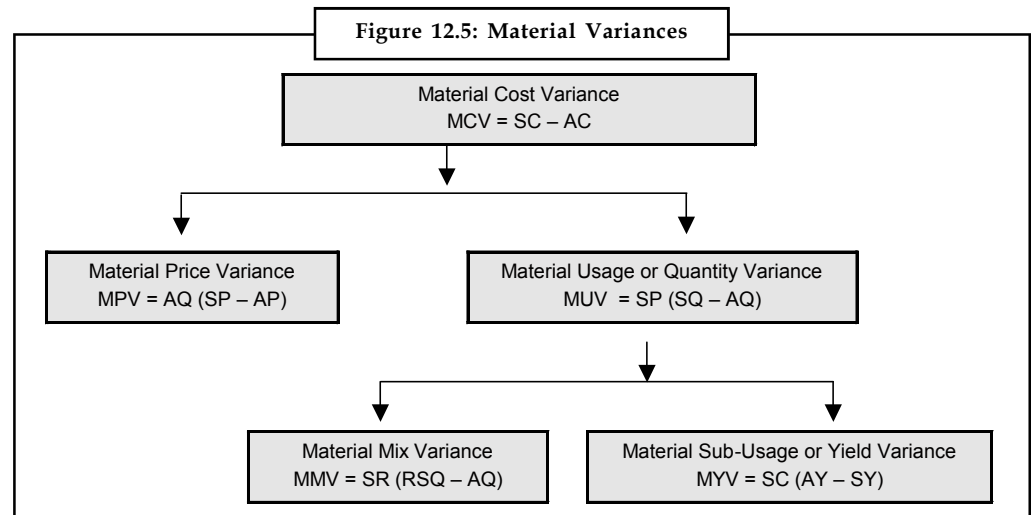 Figure 12.5: Material Variances
Material Cost Variance
MCV = SC – AC
Material Price Variance
MPV = AQ (SP – AP)
Material Usage or Quantity Variance
MUV = SP (SQ – AQ)
Material Mix Variance
MMV = SR (RSQ – AQ)
Material Sub-Usage or Yield Variance
MYV = SC (AY – SY)